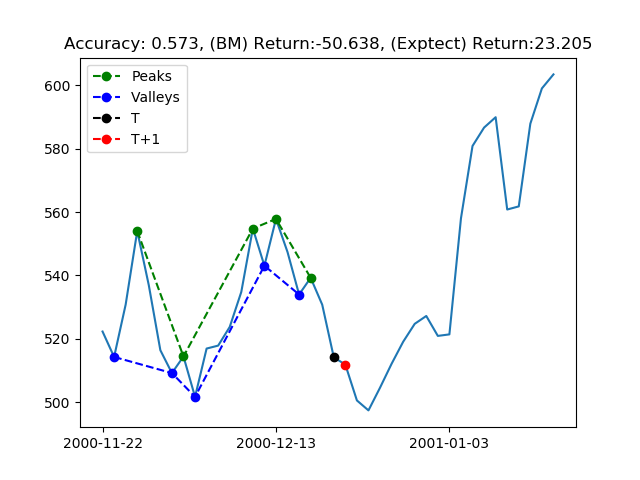 Accuracy: 0.573, (BM) Return:-50.638, (Exptect) Return:23.205
Peaks
Valleys
T
T+1
600
580
560
540
520
500
2000-11-22
2000-12-13
2001-01-03